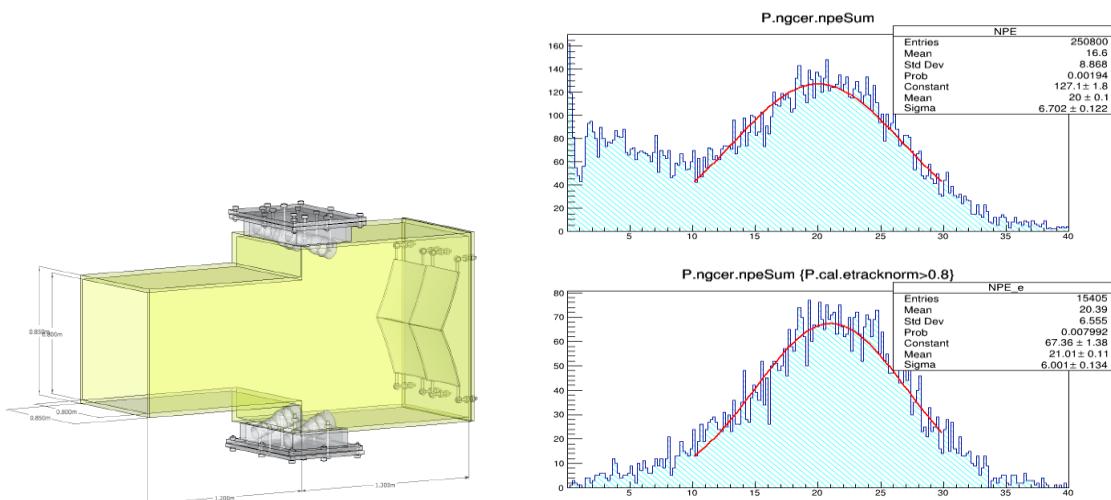 0.850m
0.800m
0.800m
0.850m
1.200m
1.300m
P.ngcer.npeSum
NPE
Entries 250800
Mean 16.6
Std Dev 8.868
Prob 0.00194
Constant 127.1 ± 1.8
Mean 20 ± 0.1
Sigma 6.702 ± 0.122
160
140
120
100
80
60
40
20
0
5 10 15 20 25 30 35 40
P.ngcer.npeSum {P.cal.etracknorm>0.8}
NPE_e
Entries 15405
Mean 20.39
Std Dev 6.555
Prob 0.007992
Constant 67.36 ± 1.38
Mean 21.01 ± 0.11
Sigma 6.001 ± 0.134
80
70
60
50
40
30
20
10
0
5 10 15 20 25 30 35 40